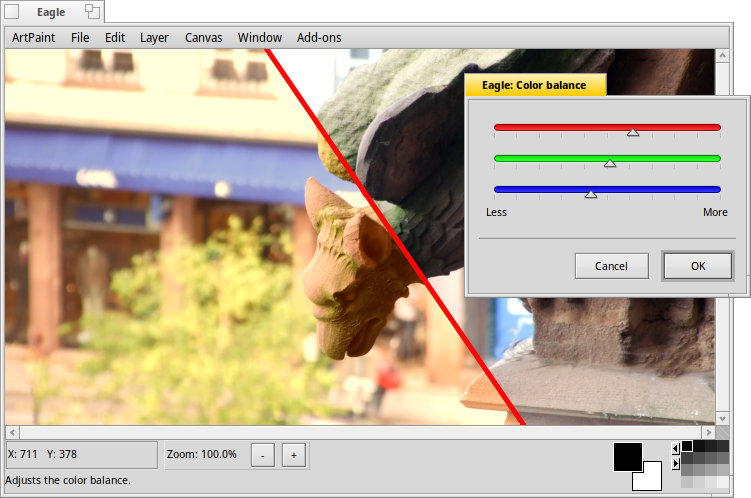 Eagle
ArtPaint File Edit Layer Canvas Window Add-ons
Eagle: Color balance
Less More
Cancel OK
X: 711 Y: 378 Zoom: 100.0% - +
Adjusts the color balance.